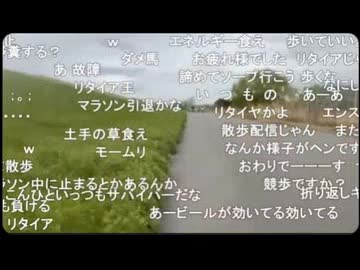 w エネルギー食え 歩いていい
糞する? ダメ馬 お疲れ様でした リタイアじ
あ 故障 諦めてソープ行こう 歩くな
リタイア王 いつもの あーあ
マラソン引退かな リタイヤかよ エンス
土手の草食え 散歩配信じゃん また
w モームリ なんか様子がヘンです
散歩 おわりでーーーす
ソン中に止まるとかあるんか 競歩ですか?
こんひといっつもサバイバーだな 折り返し
も負ける あービールが効いてる効いてる
リタイア